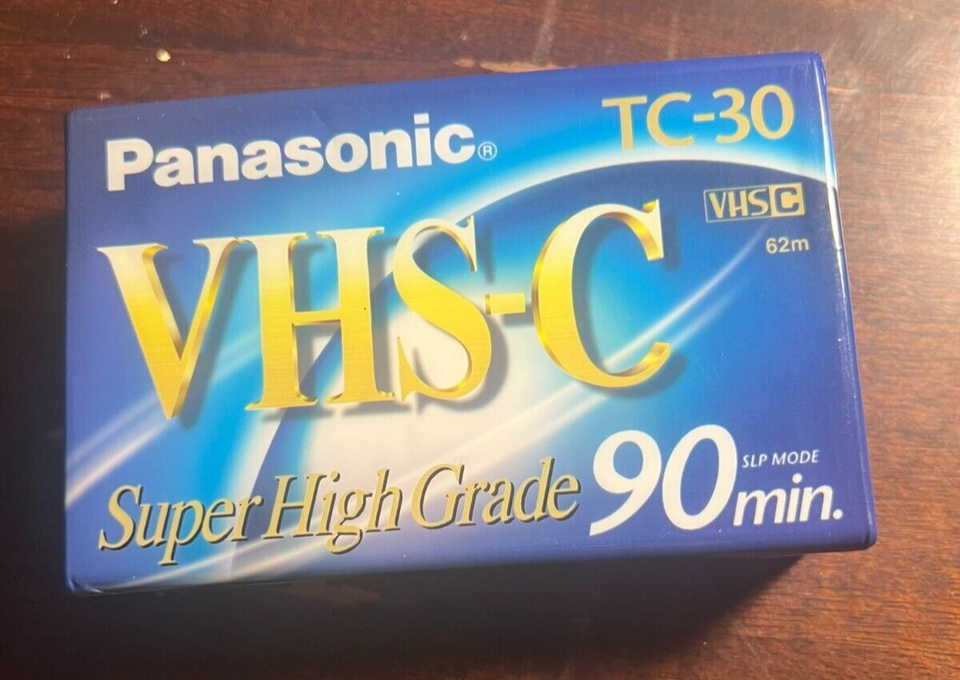 Panasonic®
TC-30
VHS C
62m
VHS-C
Super High Grade
90 min.
SLP MODE